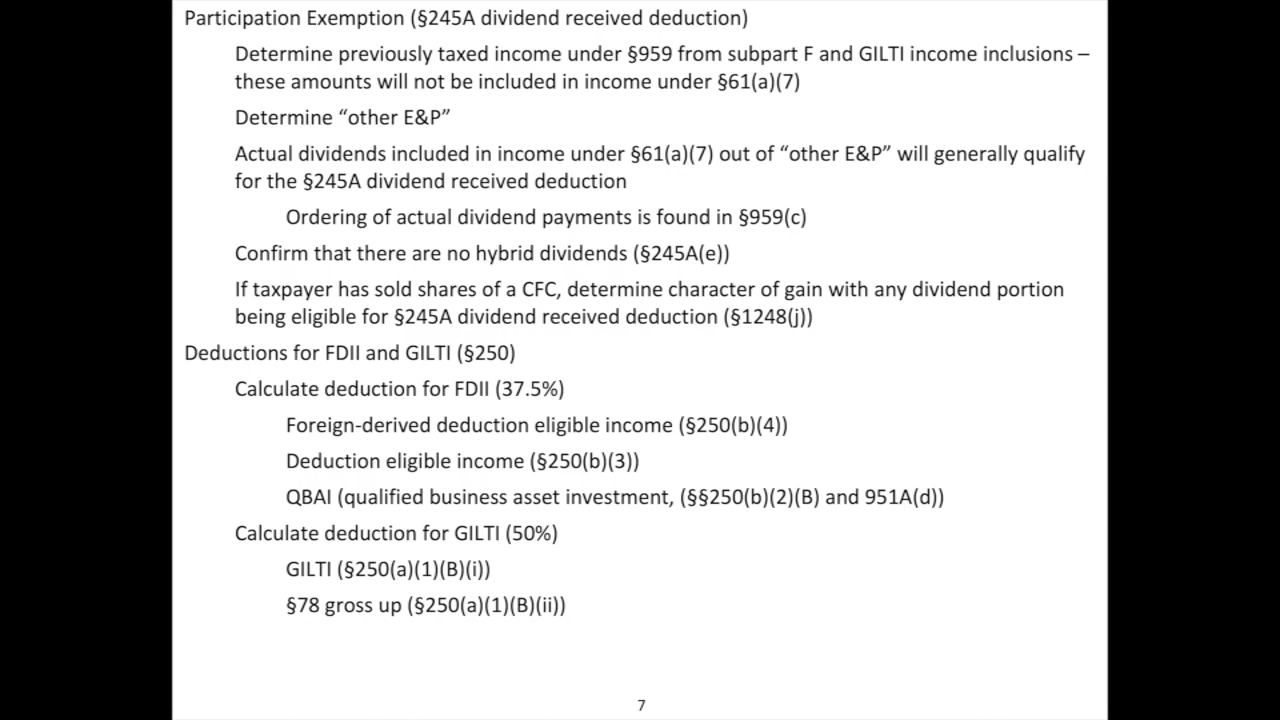 Participation Exemption (§245A dividend received deduction)
Determine previously taxed income under §959 from subpart F and GILTI income inclusions –
these amounts will not be included in income under §61(a)(7)
Determine “other E&P”
Actual dividends included in income under §61(a)(7) out of “other E&P” will generally qualify
for the §245A dividend received deduction
Ordering of actual dividend payments is found in §959(c)
Confirm that there are no hybrid dividends (§245A(e))
If taxpayer has sold shares of a CFC, determine character of gain with any dividend portion
being eligible for §245A dividend received deduction (§1248(j))
Deductions for FDII and GILTI (§250)
Calculate deduction for FDII (37.5%)
Foreign-derived deduction eligible income (§250(b)(4))
Deduction eligible income (§250(b)(3))
QBAI (qualified business asset investment, (§§250(b)(2)(B) and 951A(d))
Calculate deduction for GILTI (50%)
GILTI (§250(a)(1)(B)(i))
§78 gross up (§250(a)(1)(B)(ii))
7